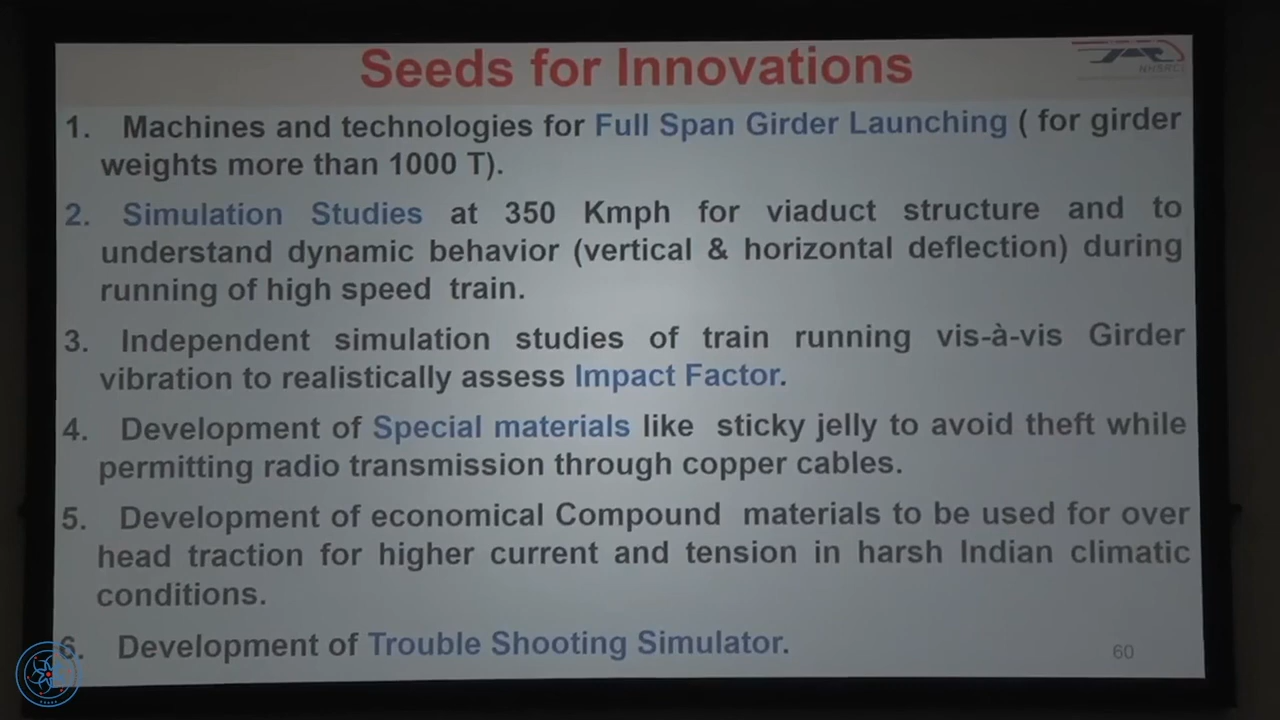 Seeds for Innovations
NHSRCL
1. Machines and technologies for Full Span Girder Launching ( for girder
weights more than 1000 T).
2. Simulation Studies at 350 Kmph for viaduct structure and to
understand dynamic behavior (vertical & horizontal deflection) during
running of high speed train.
3. Independent simulation studies of train running vis-à-vis Girder
vibration to realistically assess Impact Factor.
4. Development of Special materials like sticky jelly to avoid theft while
permitting radio transmission through copper cables.
5. Development of economical Compound materials to be used for over
head traction for higher current and tension in harsh Indian climatic
conditions.
6. Development of Trouble Shooting Simulator.
60